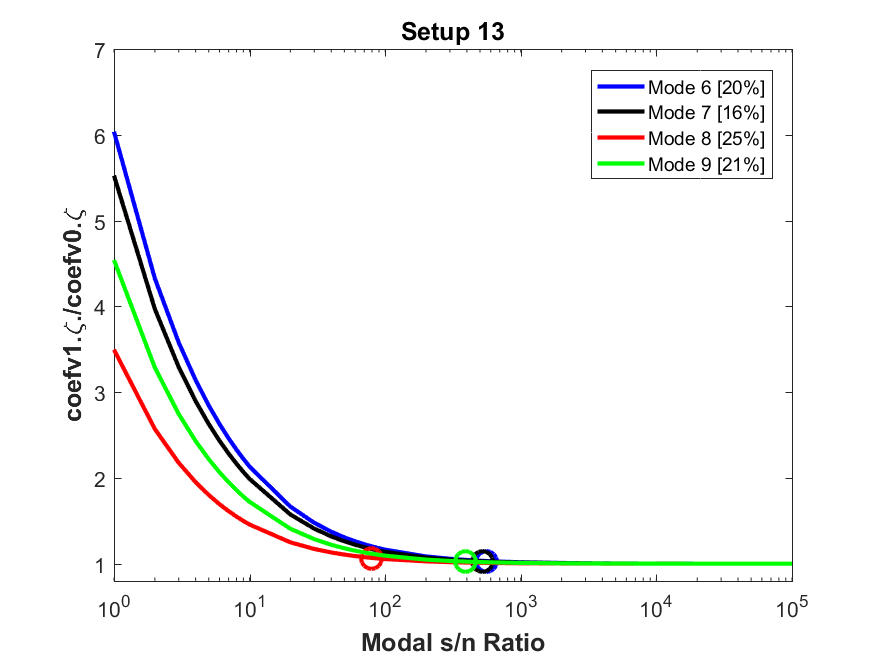 Setup 13
7
6
5
4
3
2
1
coefv1.ζ./coefv0.ζ
Mode 6 [20%]
Mode 7 [16%]
Mode 8 [25%]
Mode 9 [21%]
10⁰ 10¹ 10² 10³ 10⁴ 10⁵
Modal s/n Ratio